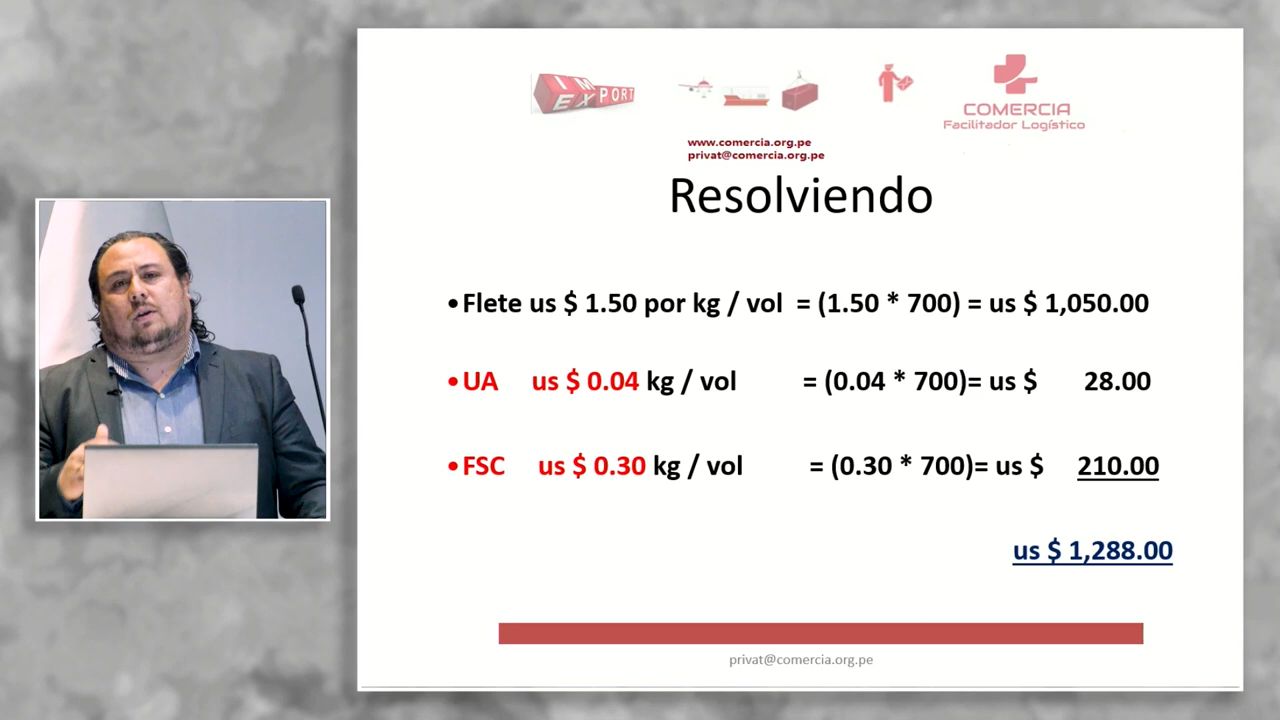 IM
EXPORT
COMERCIA
Facilitador Logístico
www.comercia.org.pe
privat@comercia.org.pe
Resolviendo
•Flete us $ 1.50 por kg / vol = (1.50 * 700) = us $ 1,050.00
•UA us $ 0.04 kg / vol = (0.04 * 700)= us $ 28.00
•FSC us $ 0.30 kg / vol = (0.30 * 700)= us $ 210.00
us $ 1,288.00
privat@comercia.org.pe